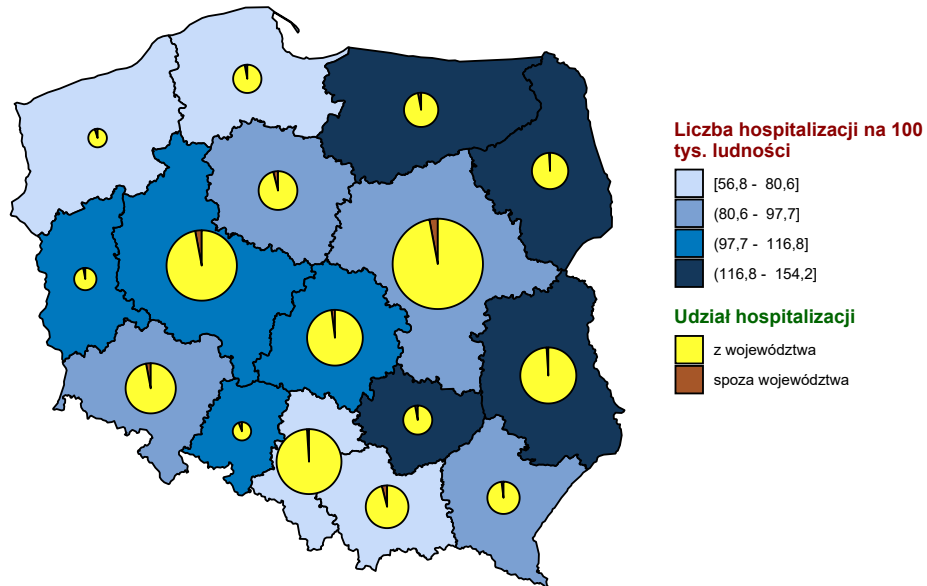 Liczba hospitalizacji na 100
tys. ludności
[56,8 - 80,6]
(80,6 - 97,7]
(97,7 - 116,8]
(116,8 - 154,2]
Udział hospitalizacji
z województwa
spoza województwa